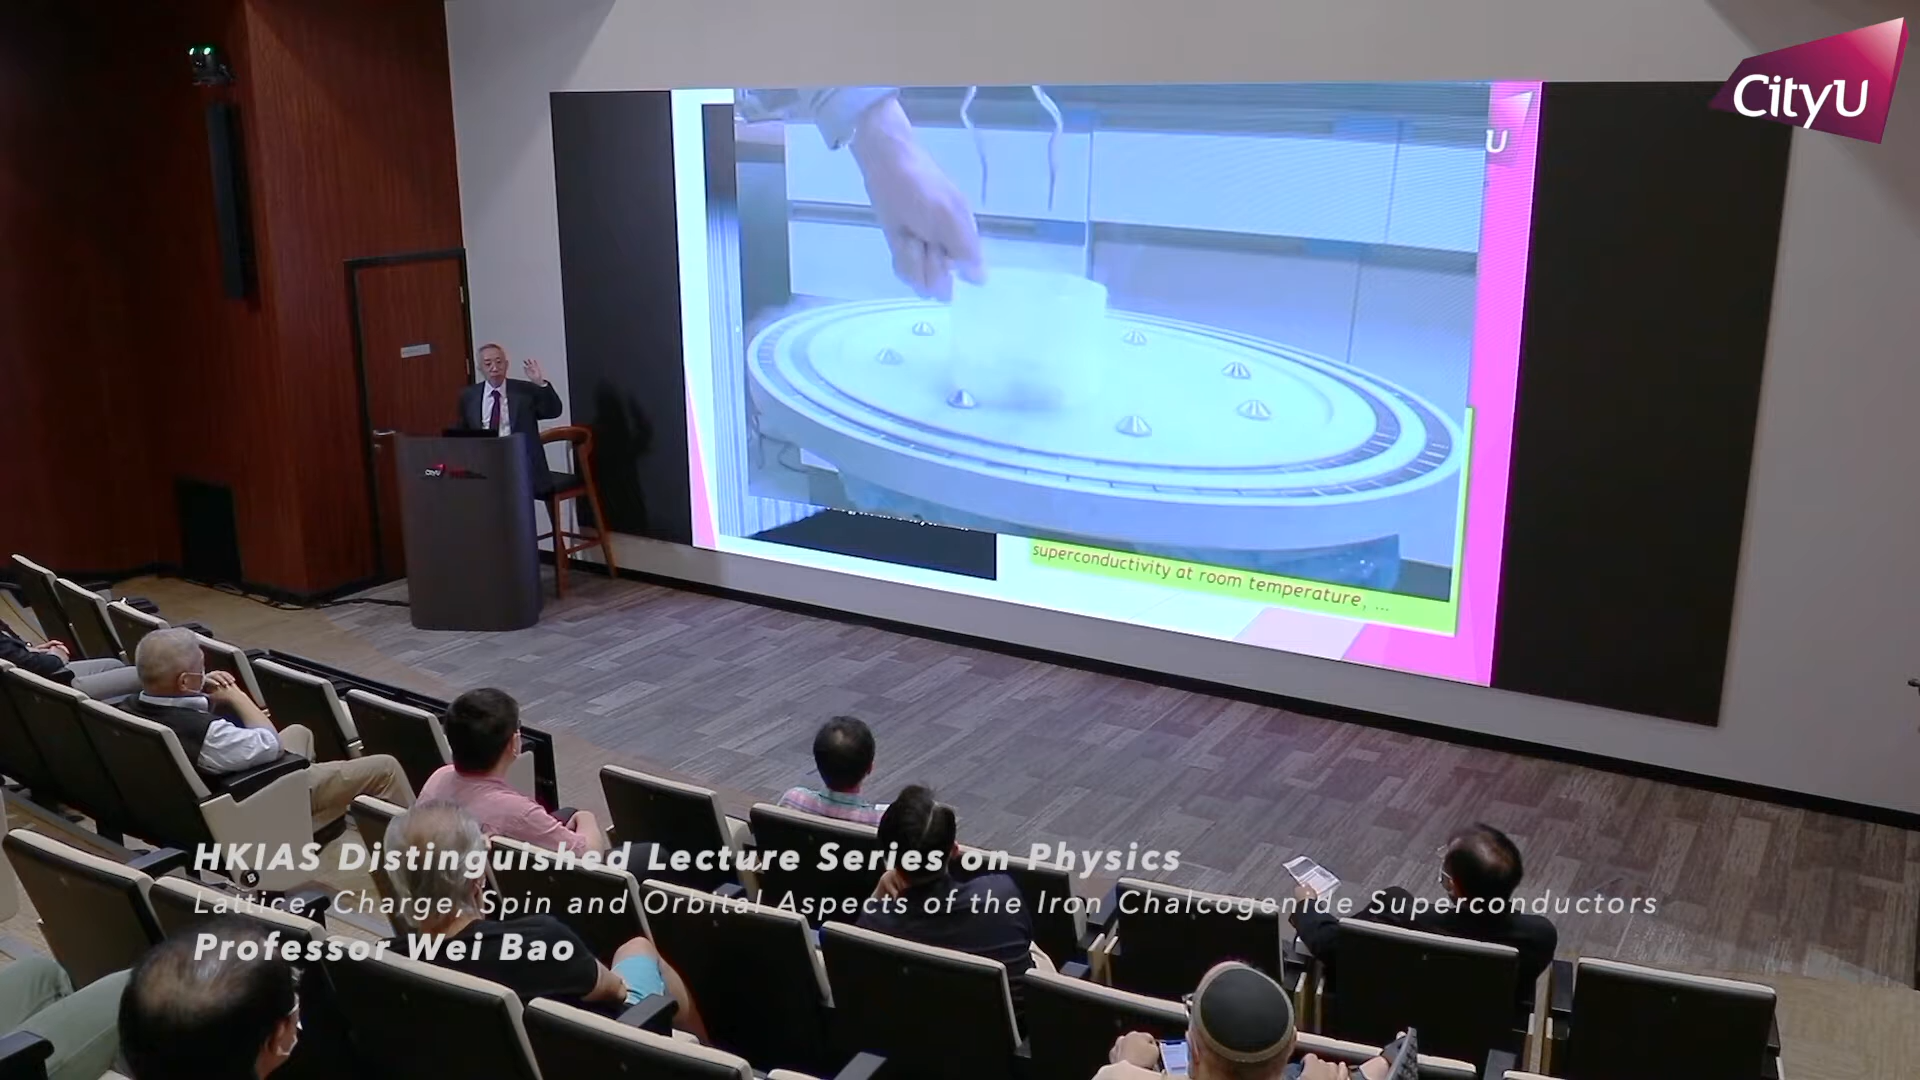 CityU
U
superconductivity at room temperature, ...
CityU
HKIAS Distinguished Lecture Series on Physics
Lattice, Charge, Spin and Orbital Aspects of the Iron Chalcogenide Superconductors
Professor Wei Bao